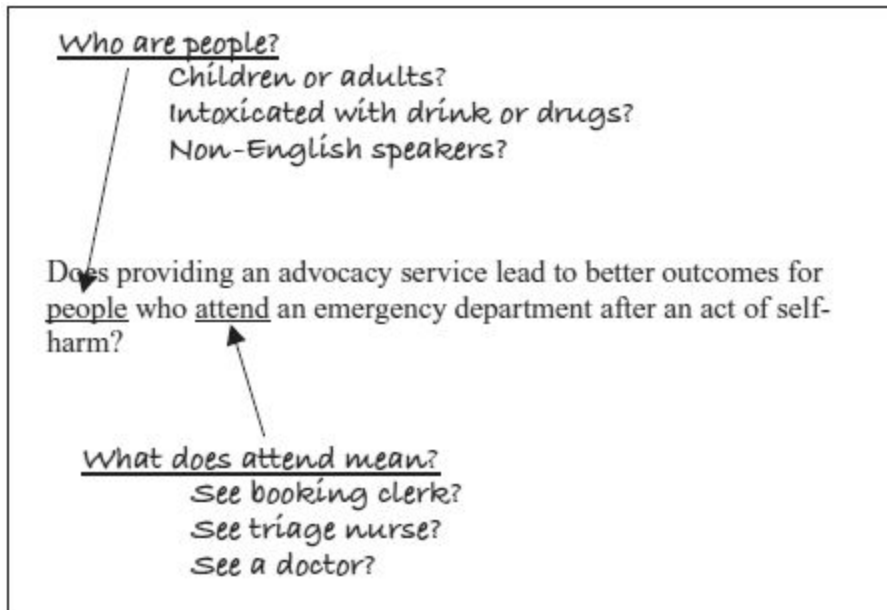 Who are people?
Children or adults?
Intoxicated with drink or drugs?
Non-English speakers?
Does providing an advocacy service lead to better outcomes for
people who attend an emergency department after an act of self-
harm?
What does attend mean?
See booking clerk?
See triage nurse?
See a doctor?